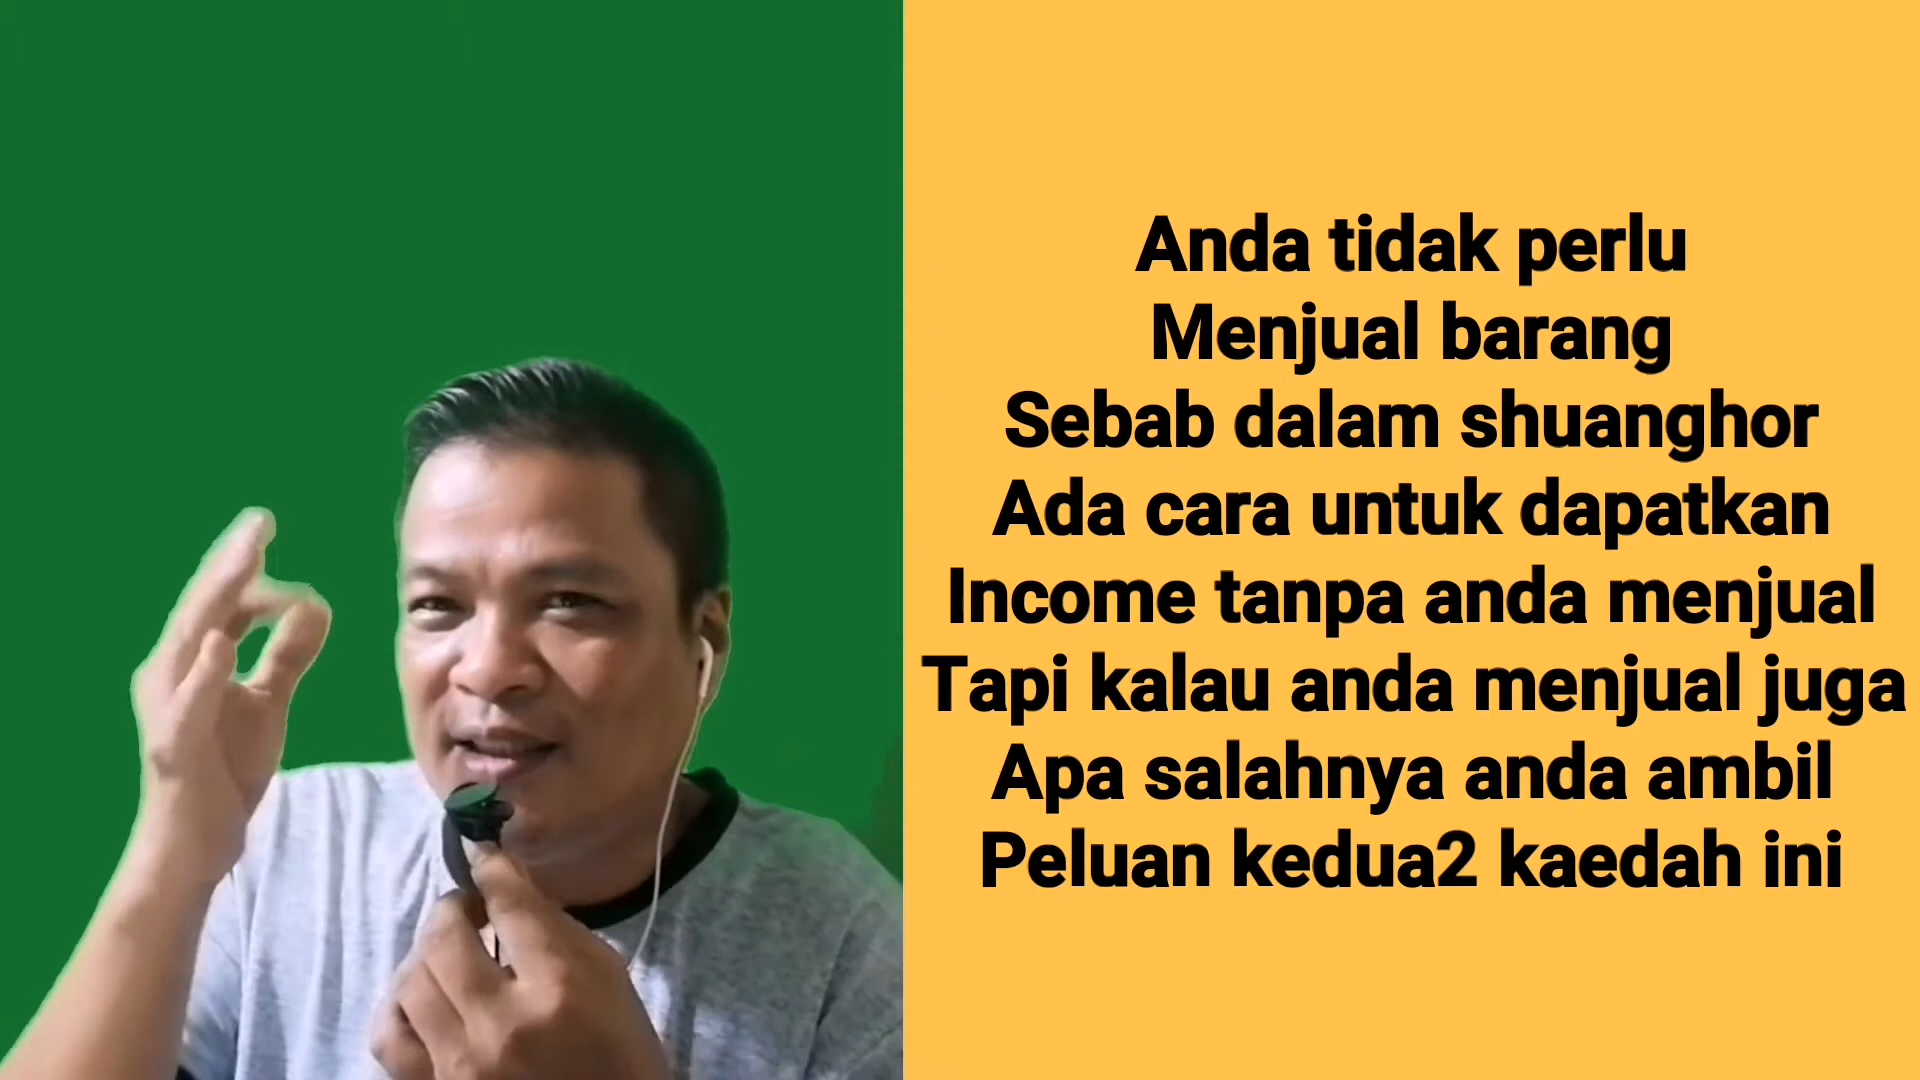 Anda tidak perlu
Menjual barang
Sebab dalam shuanghor
Ada cara untuk dapatkan
Income tanpa anda menjual
Tapi kalau anda menjual juga
Apa salahnya anda ambil
Peluan kedua2 kaedah ini